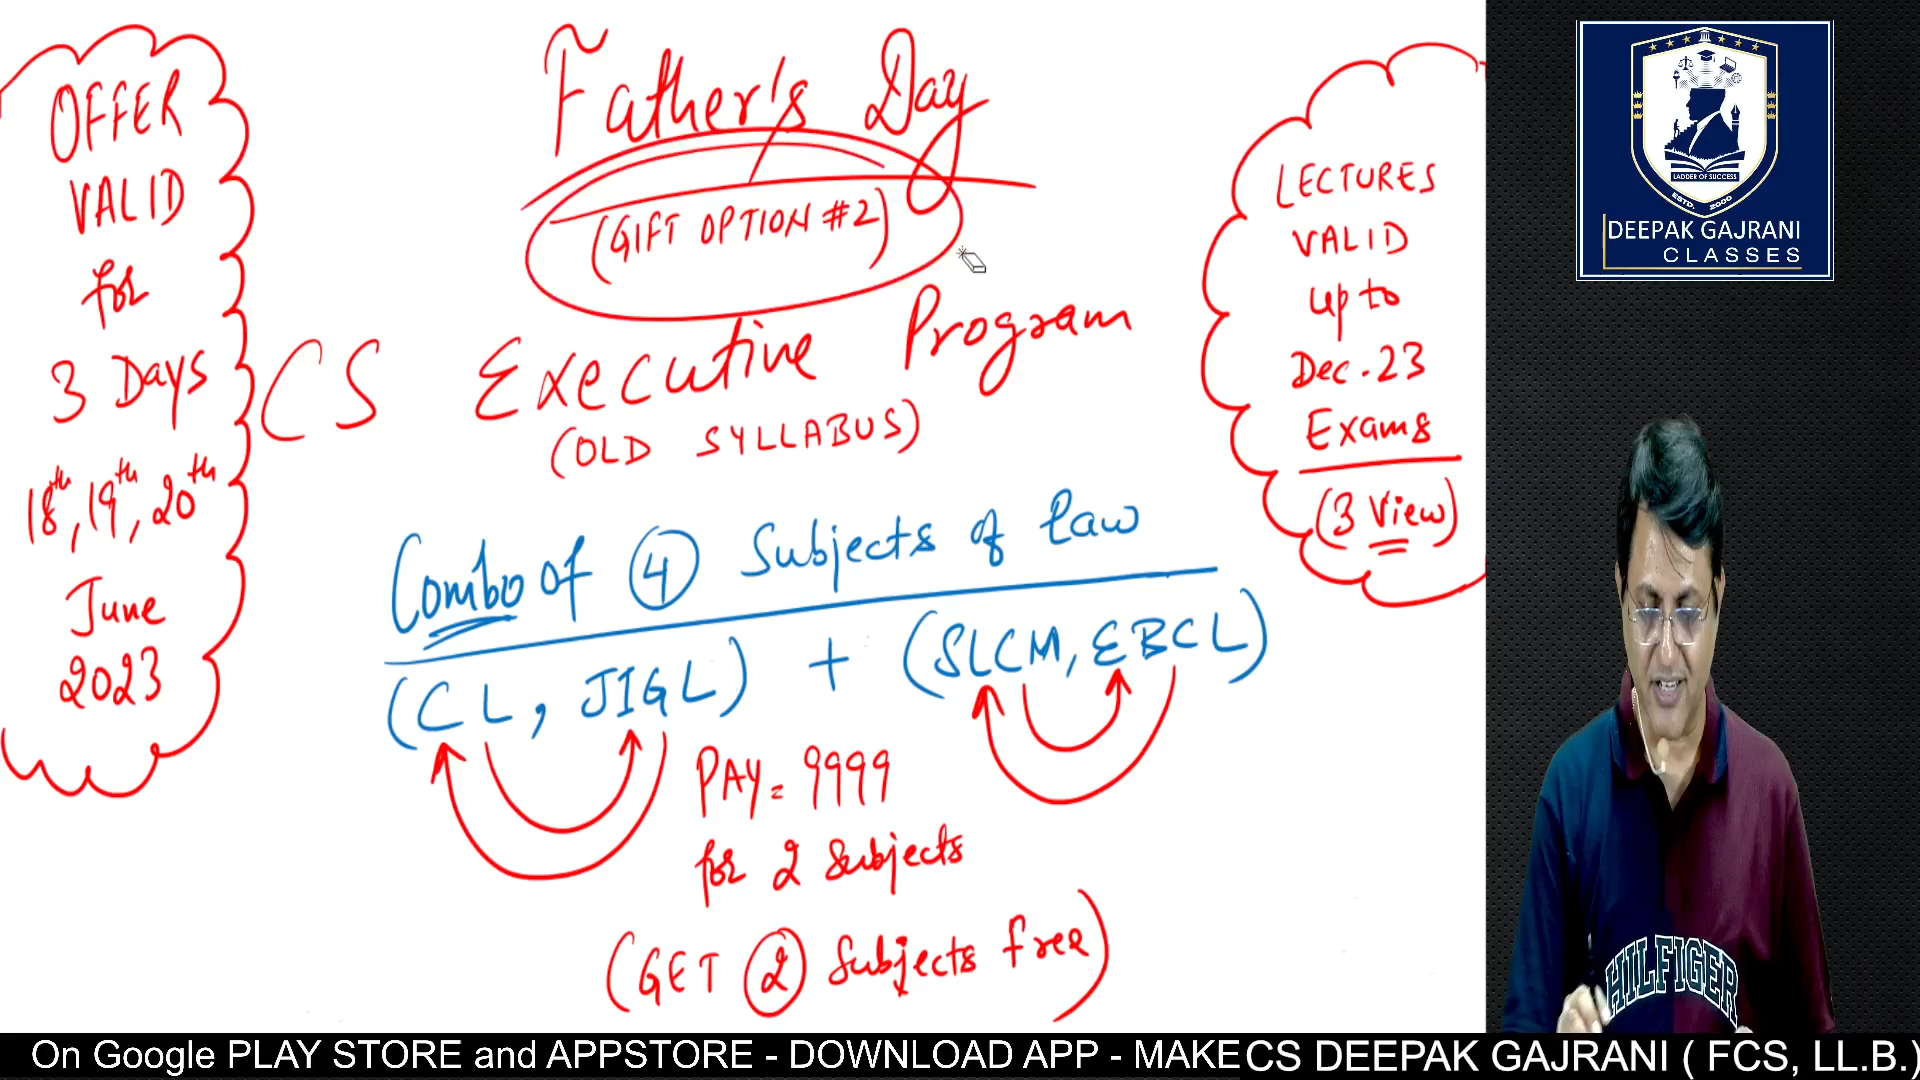 OFFER
VALID
for
3 Days
18th, 19th, 20th
June
2023
Father's Day
(GIFT OPTION #2)
CS Executive Program
(OLD SYLLABUS)
Combo of 4 Subjects of law
(CL, JIGL) + (SLCM, EBCL)
PAY = 9999
for 2 Subjects
(GET 2 Subjects free)
LECTURES
VALID
up to
Dec.23
Exams
(3 View)
LADDER OF SUCCESS
ESTD. 2000
DEEPAK GAJRANI
CLASSES
HILFIGER
On Google PLAY STORE and APPSTORE - DOWNLOAD APP - MAKE CS DEEPAK GAJRANI ( FCS, LL.B.)